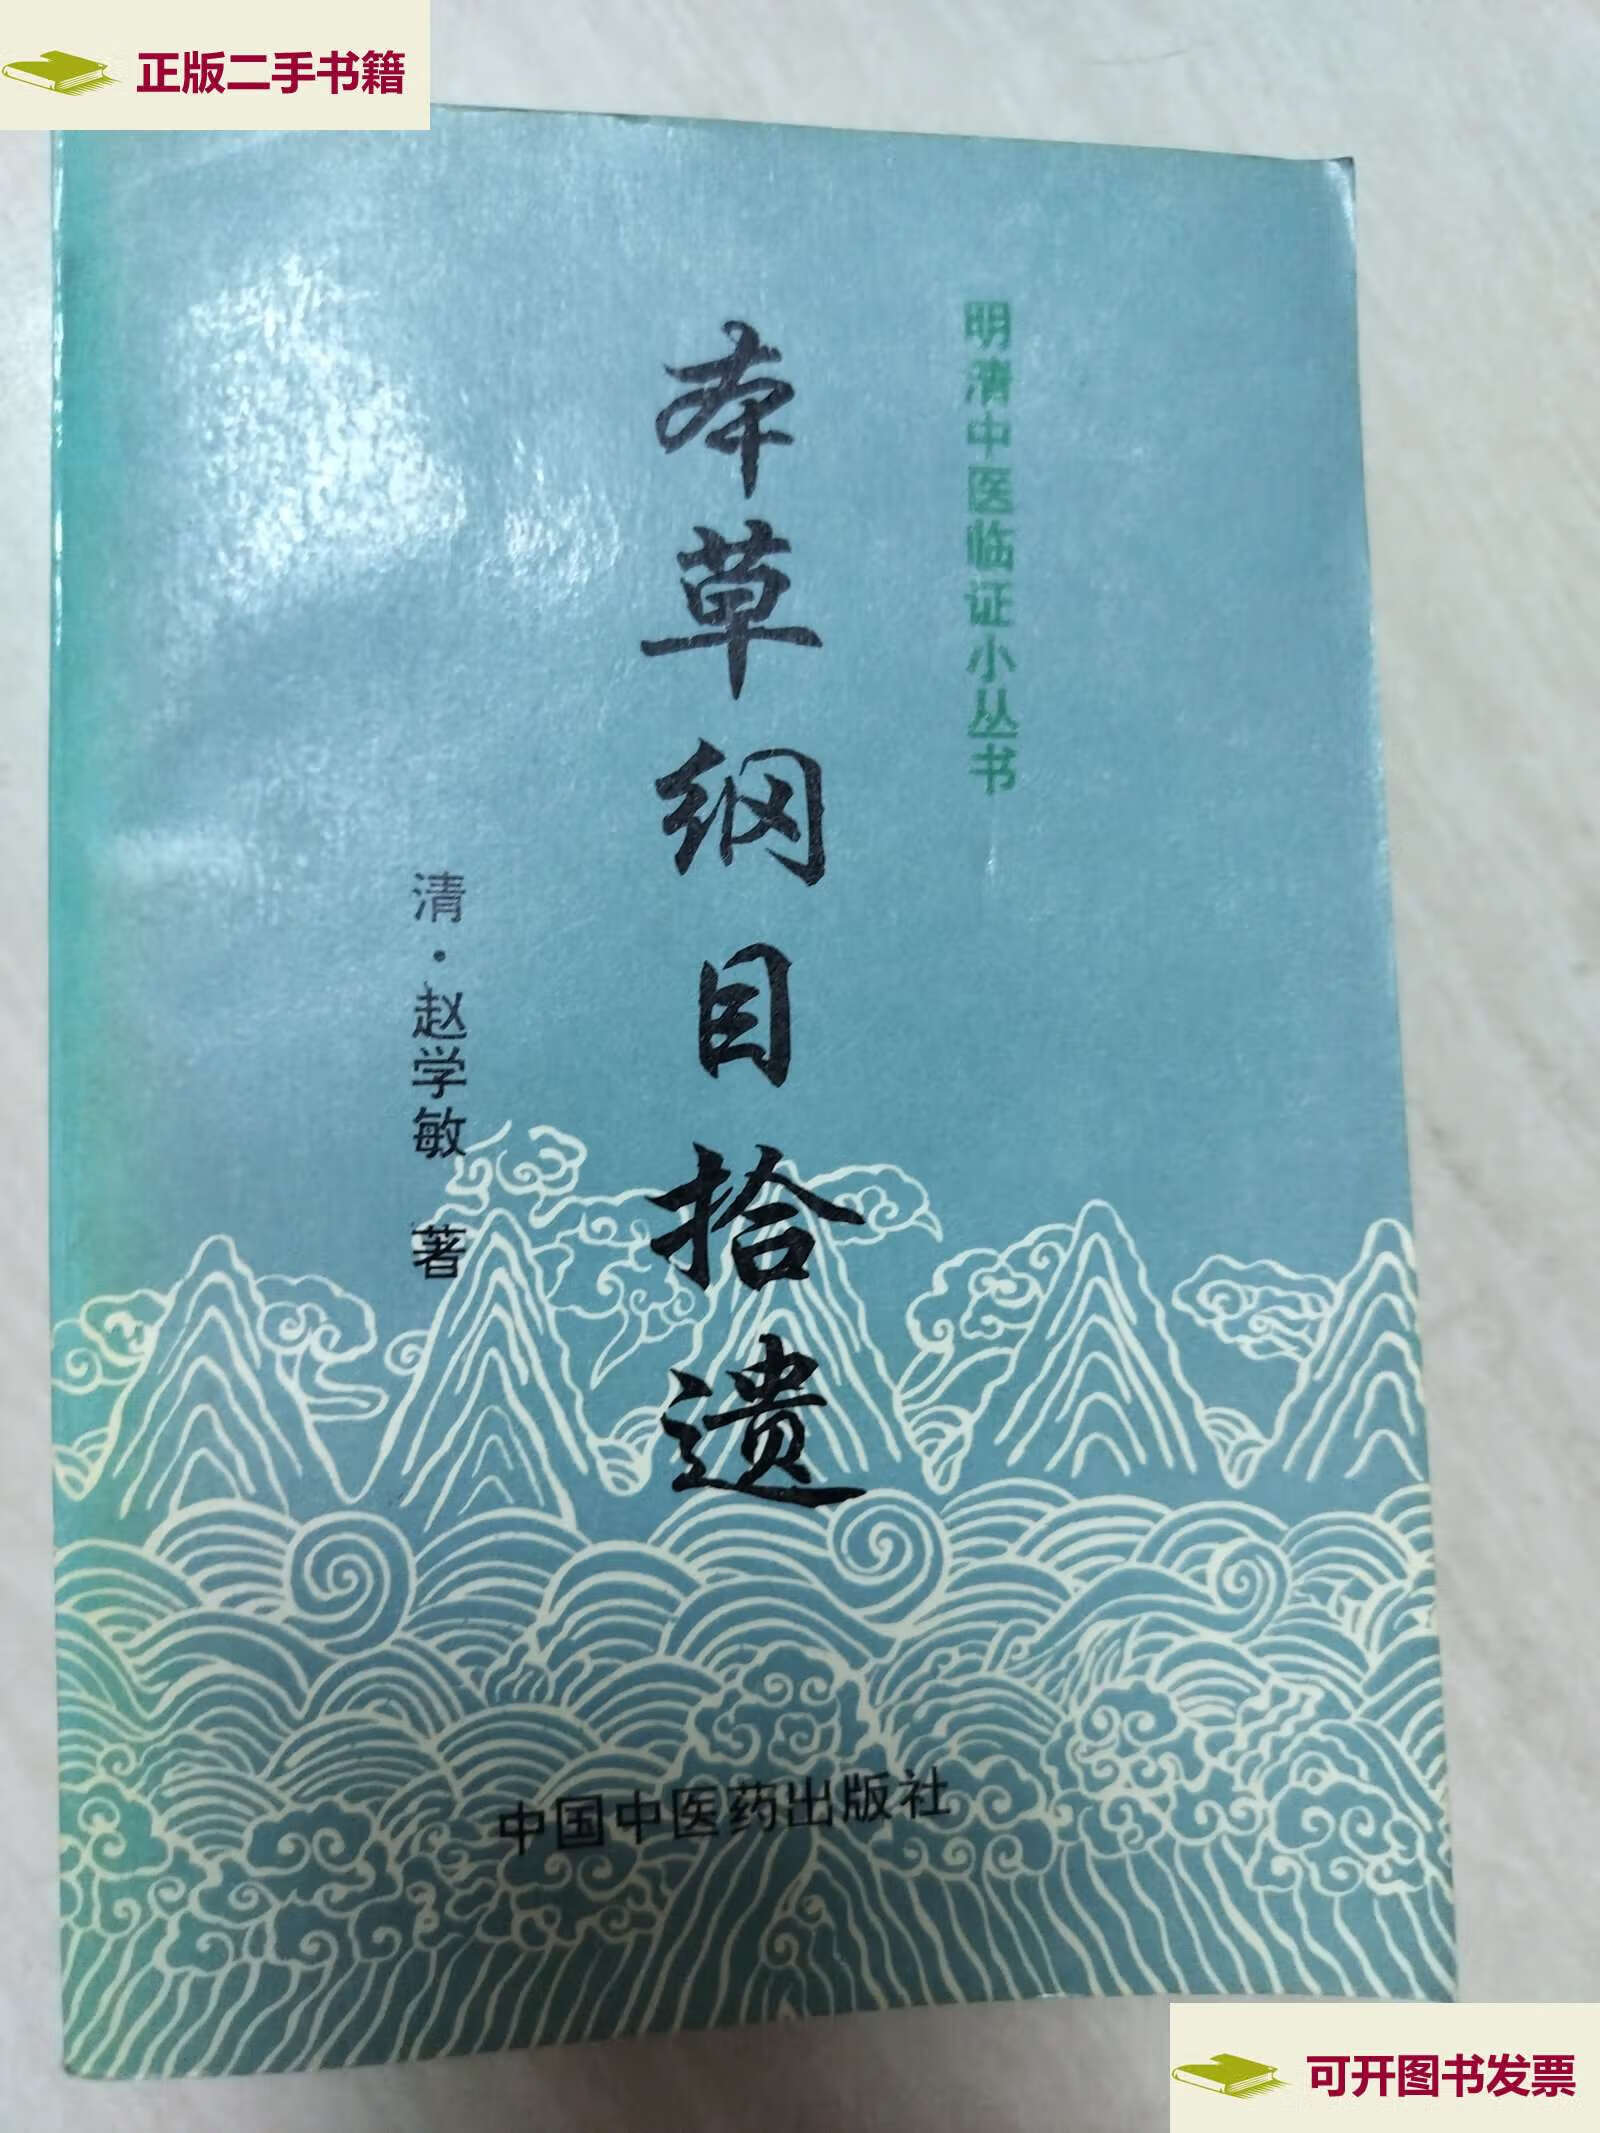 正版二手书籍
明清中医临证小丛书
本草纲目拾遗
清·赵学敏 著
中国中医药出版社
可开图书发票